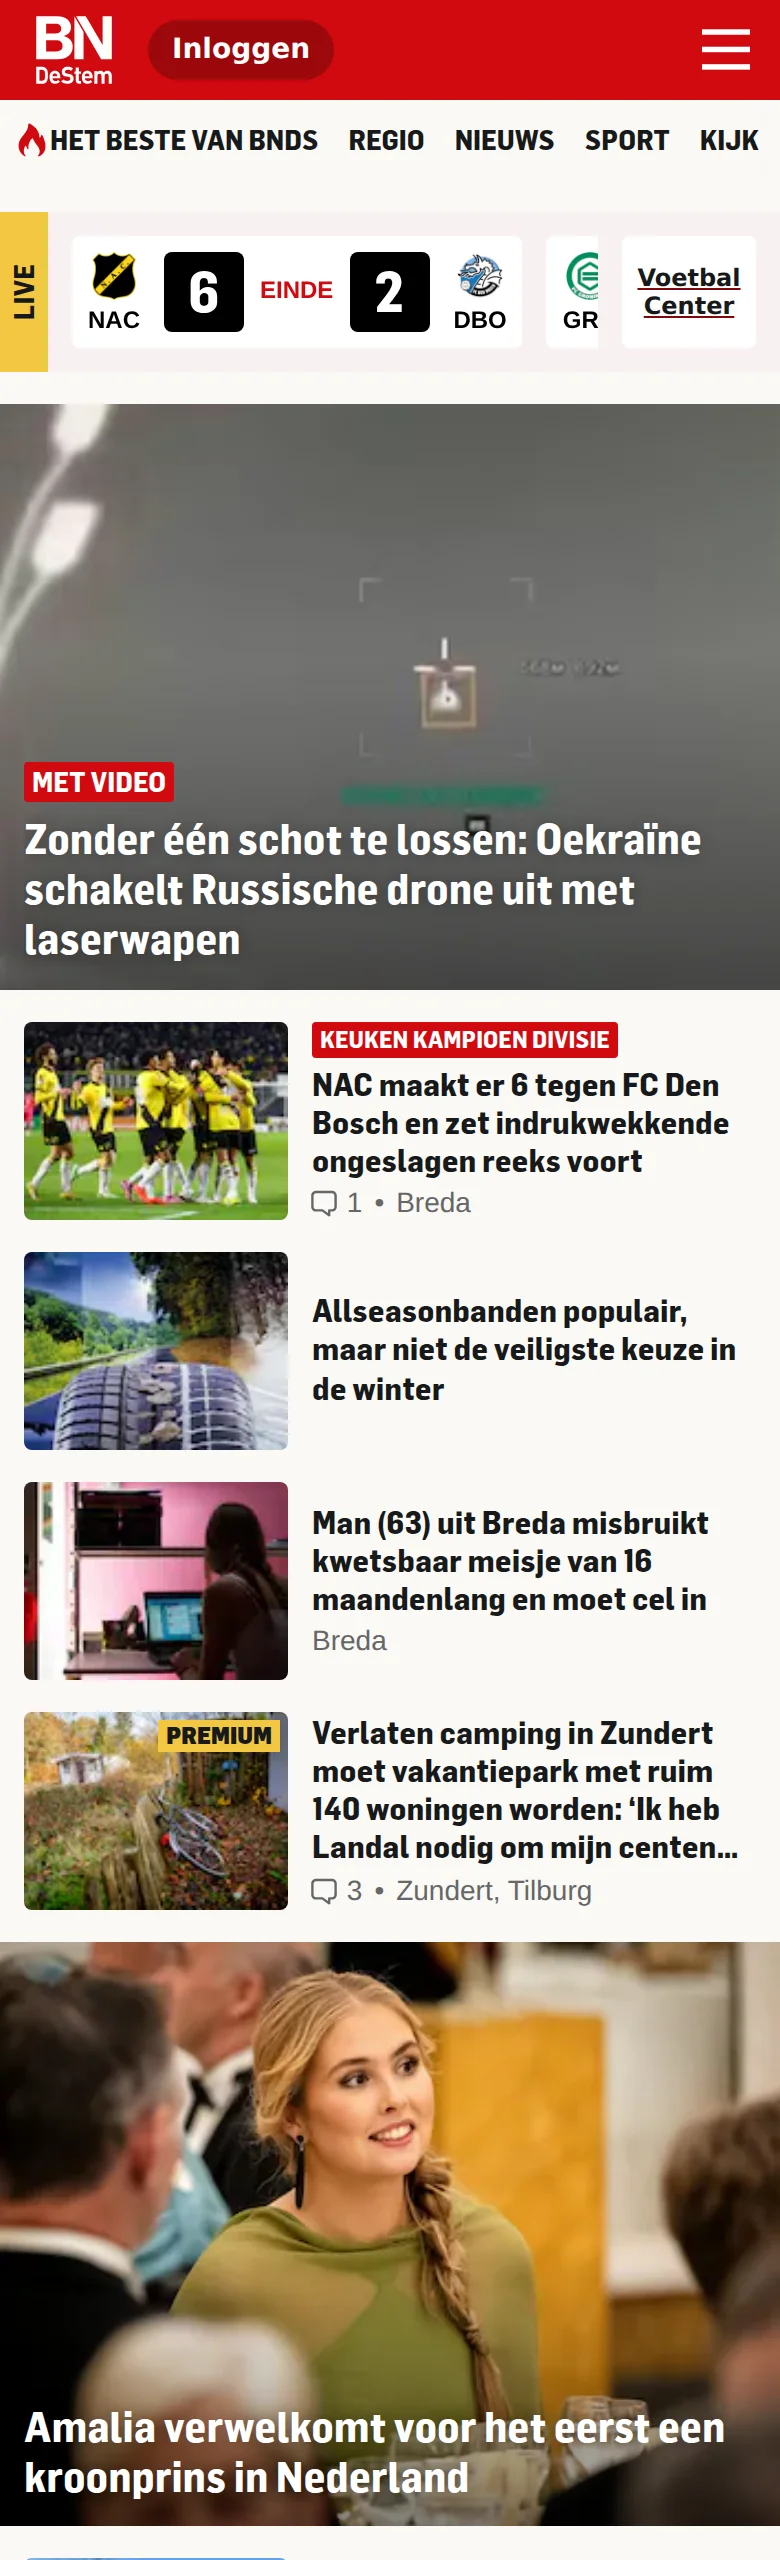 BN
DeStem
Inloggen
HET BESTE VAN BNDS REGIO NIEUWS SPORT KIJK
LIVE
NAC 6 EINDE 2 DBO
GR
Voetbal
Center
MET VIDEO
Zonder één schot te lossen: Oekraïne
schakelt Russische drone uit met
laserwapen
KEUKEN KAMPIOEN DIVISIE
NAC maakt er 6 tegen FC Den
Bosch en zet indrukwekkende
ongeslagen reeks voort
1 • Breda
Allseasonbanden populair,
maar niet de veiligste keuze in
de winter
Man (63) uit Breda misbruikt
kwetsbaar meisje van 16
maandenlang en moet cel in
Breda
PREMIUM
Verlaten camping in Zundert
moet vakantiepark met ruim
140 woningen worden: ‘Ik heb
Landal nodig om mijn centen...
3 • Zundert, Tilburg
Amalia verwelkomt voor het eerst een
kroonprins in Nederland